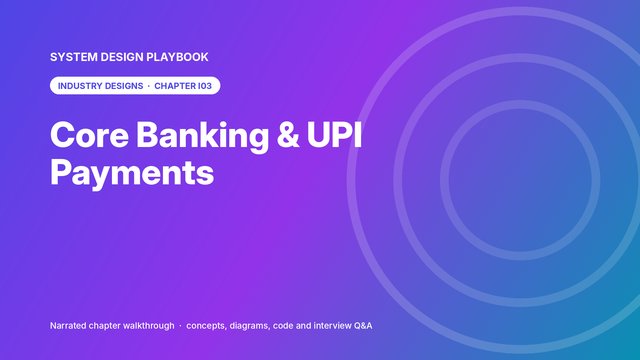 SYSTEM DESIGN PLAYBOOK
INDUSTRY DESIGNS · CHAPTER I03
Core Banking & UPI
Payments
Narrated chapter walkthrough · concepts, diagrams, code and interview Q&A